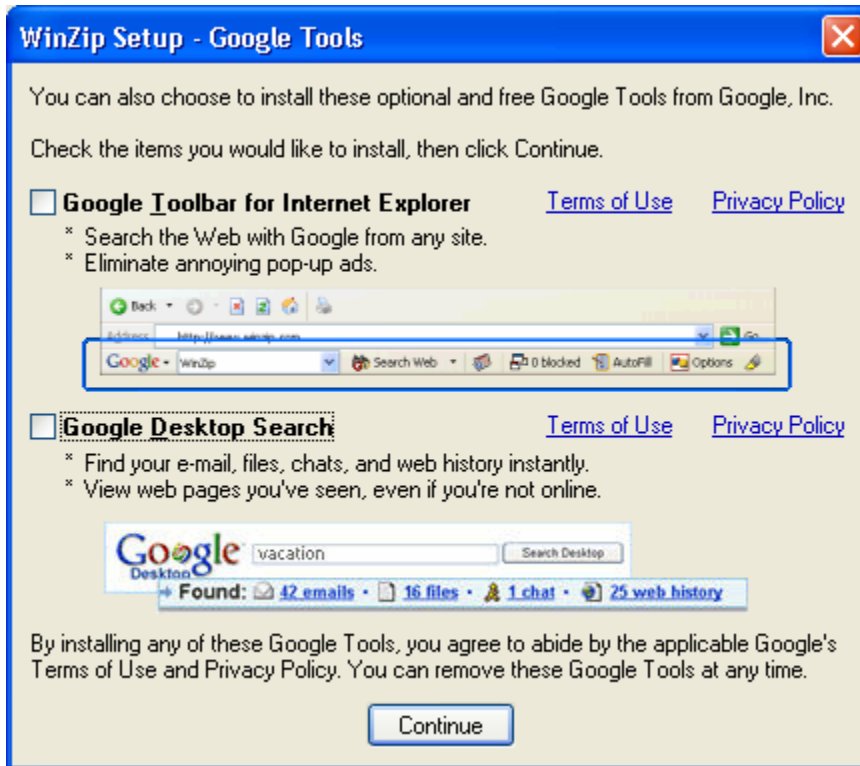 WinZip Setup - Google Tools
You can also choose to install these optional and free Google Tools from Google, Inc.
Check the items you would like to install, then click Continue.
Google Toolbar for Internet Explorer Terms of Use Privacy Policy
* Search the Web with Google from any site.
* Eliminate annoying pop-up ads.
Back
Address http://www.winzip.com Go
Google WinZip Search Web 0 blocked AutoFill Options
Google Desktop Search Terms of Use Privacy Policy
* Find your e-mail, files, chats, and web history instantly.
* View web pages you've seen, even if you're not online.
Google vacation Search Desktop
Desktop
Found: 42 emails • 16 files • 1 chat • 25 web history
By installing any of these Google Tools, you agree to abide by the applicable Google's
Terms of Use and Privacy Policy. You can remove these Google Tools at any time.
Continue